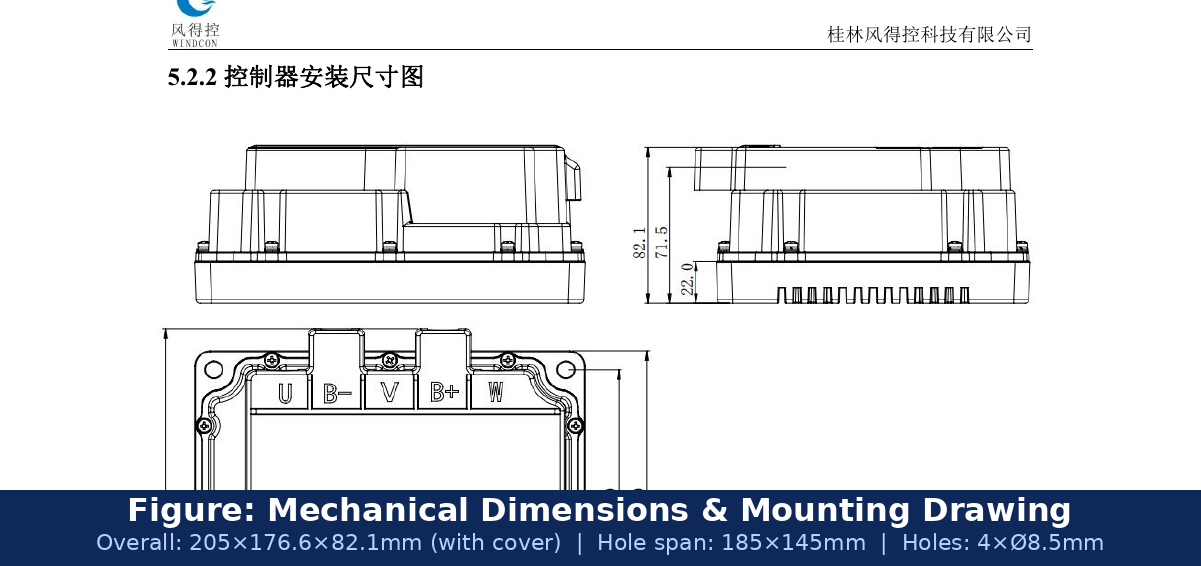 风得控
WINDCON
桂林风得控科技有限公司
5.2.2 控制器安装尺寸图
82.1
71.5
22.0
U
B-
V
B+
W
Figure: Mechanical Dimensions & Mounting Drawing
Overall: 205×176.6×82.1mm (with cover) | Hole span: 185×145mm | Holes: 4×Ø8.5mm